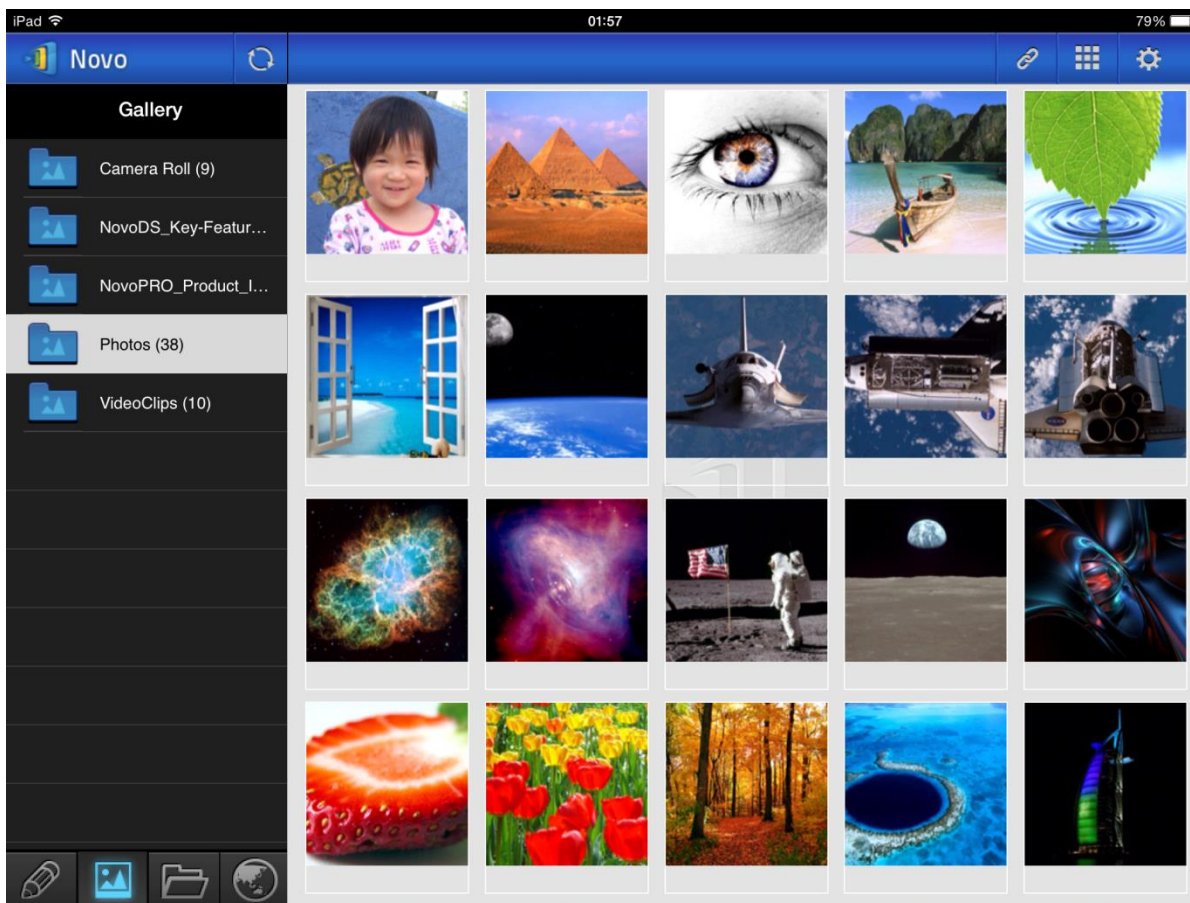 iPad
01:57
79%
Novo
Gallery
Camera Roll (9)
NovoDS_Key-Featur...
NovoPRO_Product_I...
Photos (38)
VideoClips (10)